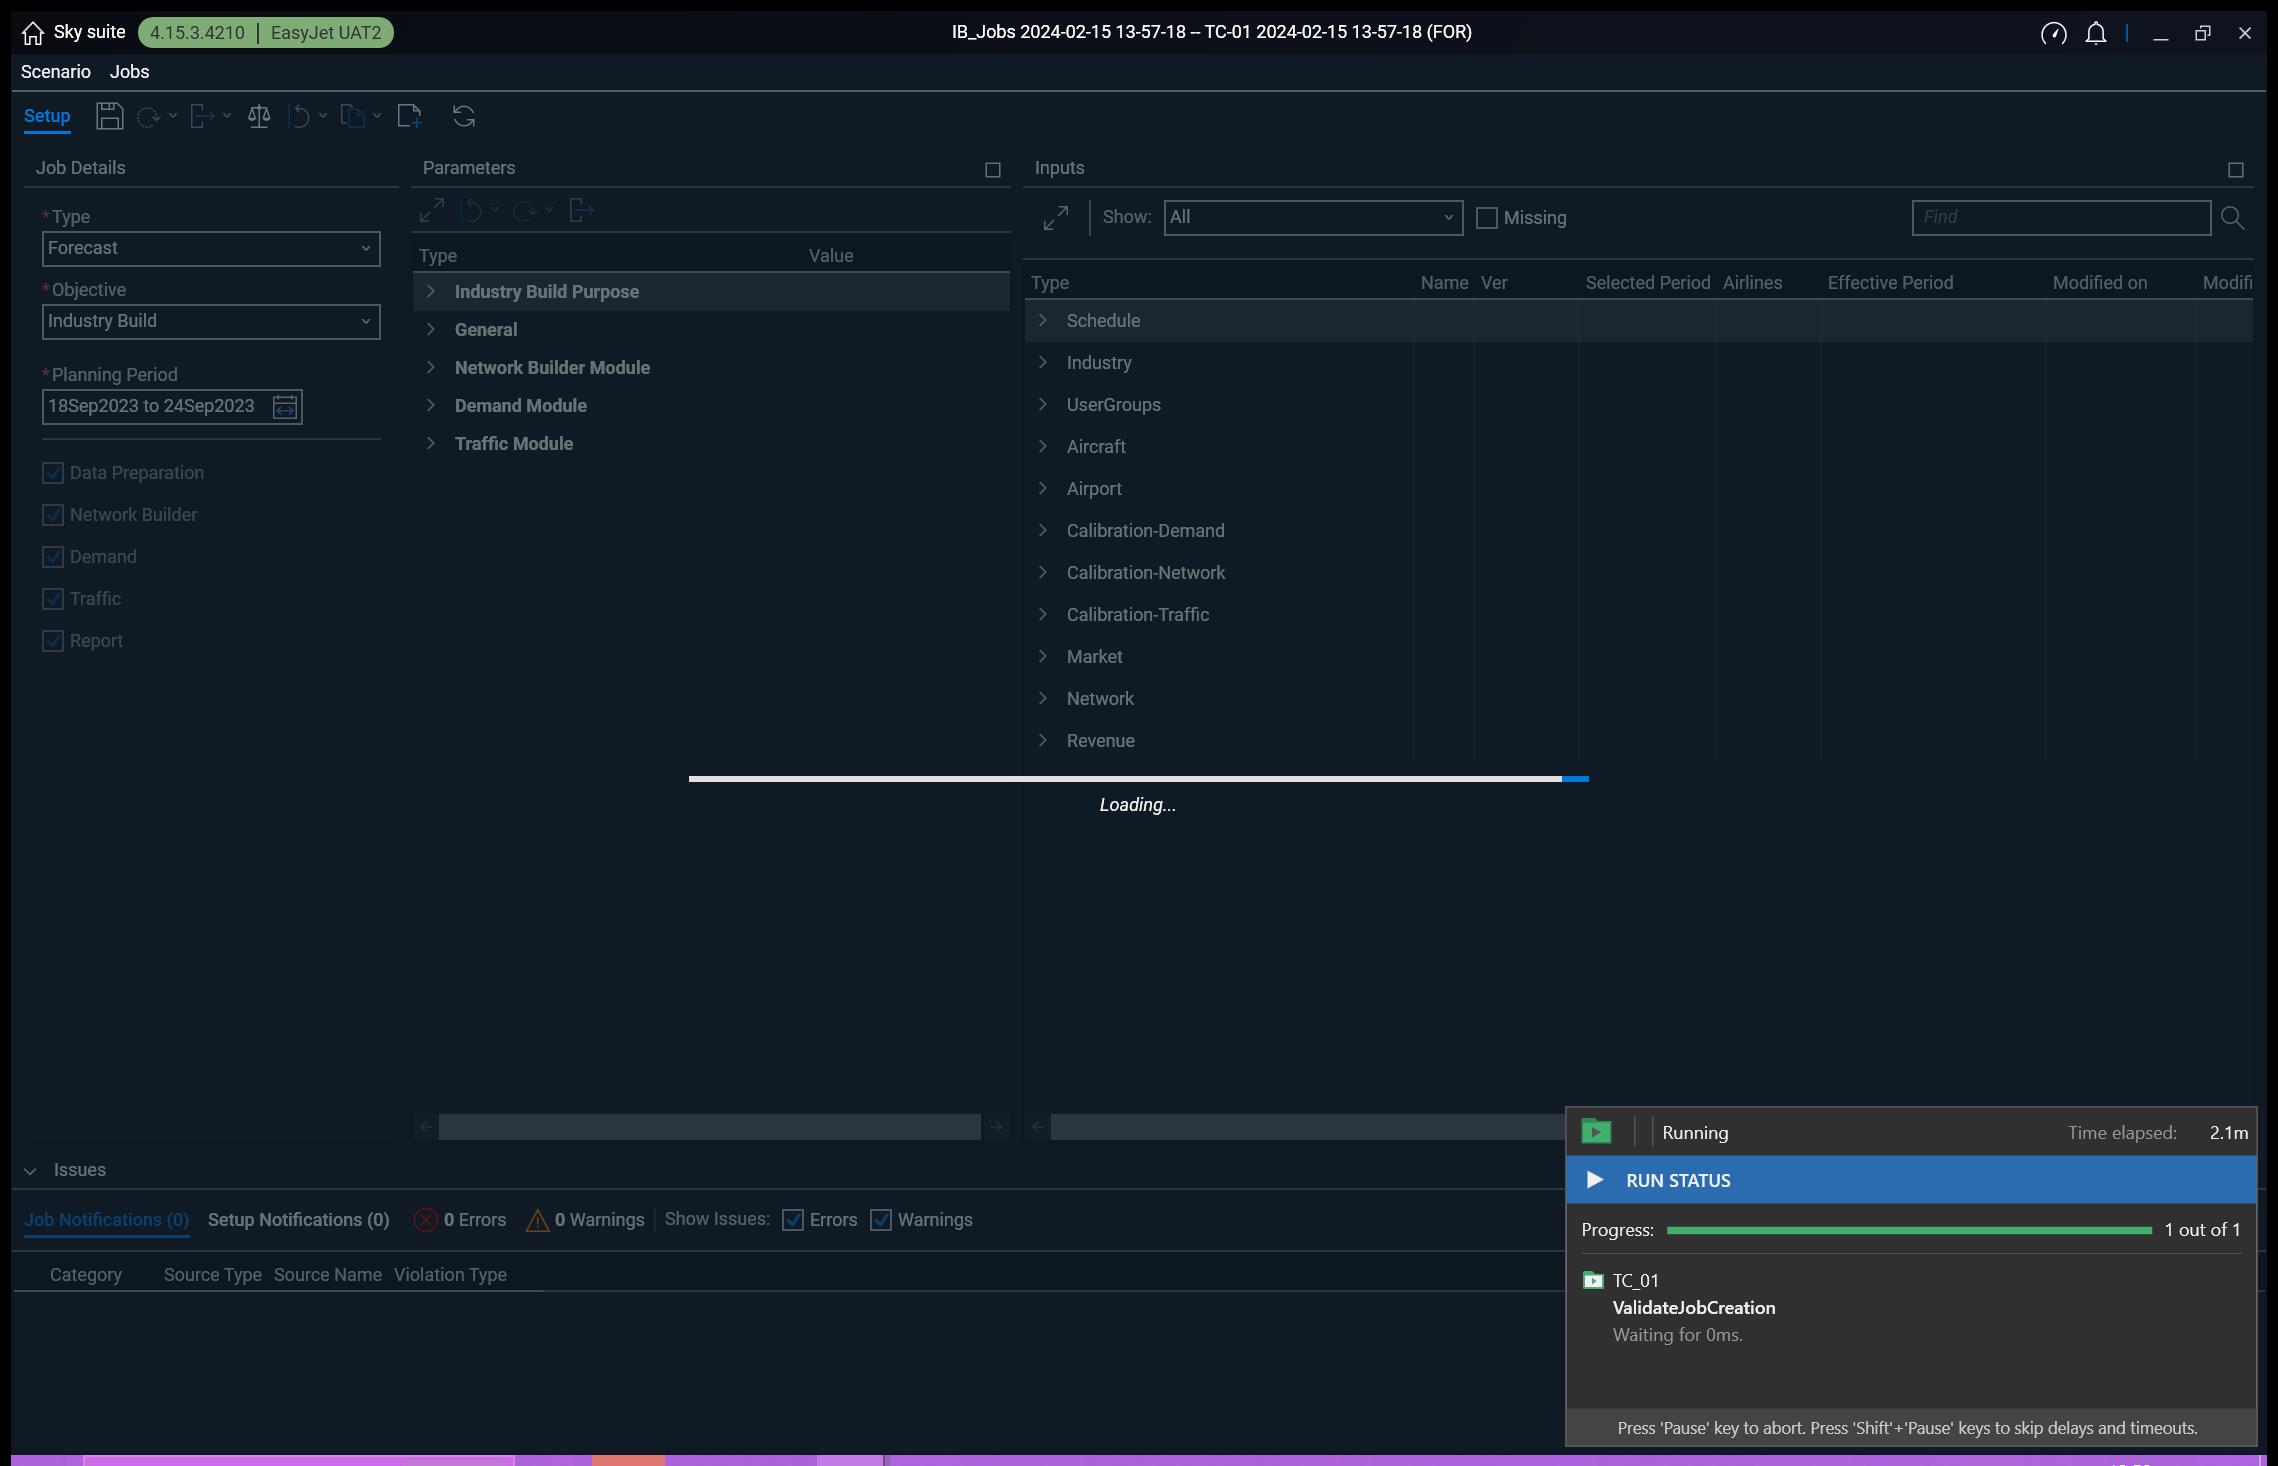 Sky suite 4.15.3.4210 | EasyJet UAT2 IB_Jobs 2024-02-15 13-57-18 -- TC-01 2024-02-15 13-57-18 (FOR)
Scenario Jobs
Setup
Job Details
*Type
Forecast
*Objective
Industry Build
*Planning Period
18Sep2023 to 24Sep2023
Data Preparation
Network Builder
Demand
Traffic
Report
Parameters
Type Value
Industry Build Purpose
General
Network Builder Module
Demand Module
Traffic Module
Inputs
Show: All Missing Find
Type Name Ver Selected Period Airlines Effective Period Modified on Modifi
Schedule
Industry
UserGroups
Aircraft
Airport
Calibration-Demand
Calibration-Network
Calibration-Traffic
Market
Network
Revenue
Loading...
Issues
Job Notifications (0) Setup Notifications (0) 0 Errors 0 Warnings Show Issues: Errors Warnings
Category Source Type Source Name Violation Type
Running Time elapsed: 2.1m
RUN STATUS
Progress: 1 out of 1
TC_01
ValidateJobCreation
Waiting for 0ms.
Press 'Pause' key to abort. Press 'Shift'+'Pause' keys to skip delays and timeouts.